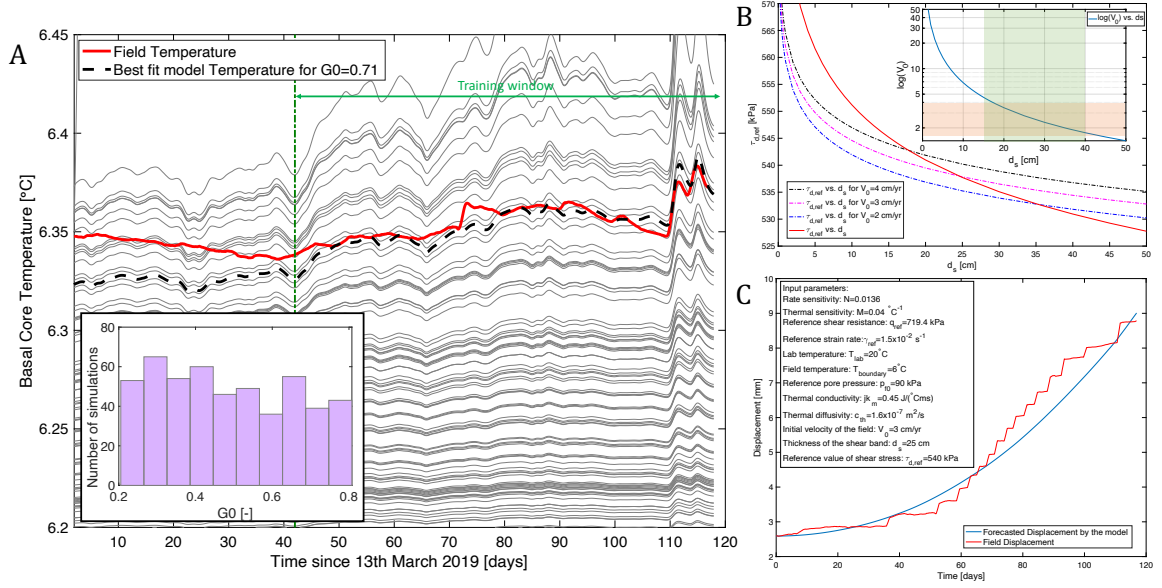 A
Field Temperature
Best fit model Temperature for G0=0.71
Training window
Basal Core Temperature [°C]
6.45
6.4
6.35
6.3
6.25
6.2
10 20 30 40 50 60 70 80 90 100 110 120
Time since 13th March 2019 [days]
Number of simulations
80
60
40
20
0
0.2 0.3 0.4 0.5 0.6 0.7 0.8
G0 [-]
B
τd,ref [kPa]
570
565
560
555
550
545
540
535
530
525
0 5 10 15 20 25 30 35 40 45 50
ds [cm]
τd,ref vs. ds for V0=4 cm/yr
τd,ref vs. ds for V0=3 cm/yr
τd,ref vs. ds for V0=2 cm/yr
τd,ref vs. ds
log(V0) vs. ds
log(V0)
50
40
30
20
10
5
4
3
2
0 10 20 30 40 50
ds [cm]
C
Displacement [mm]
9
8
7
6
5
4
3
2
0 20 40 60 80 100 120
Time [days]
Input parameters:
Rate sensitivity: N=0.0136
Thermal sensitivity: M=0.04 °C-1
Reference shear resistance: qref=719.4 kPa
Reference strain rate:γref=1.5x10-2 s-1
Lab temperature: Tlab=20°C
Field temperature: Tboundary=6°C
Reference pore pressure: pf0=90 kPa
Thermal conductivity: jkm=0.45 J/(°Cms)
Thermal diffusivity: cth=1.6x10-7 m2/s
Initial velocity of the field: V0=3 cm/yr
Thickness of the shear band: ds=25 cm
Reference value of shear stress: τd,ref=540 kPa
Forecasted Displacement by the model
Field Displacement